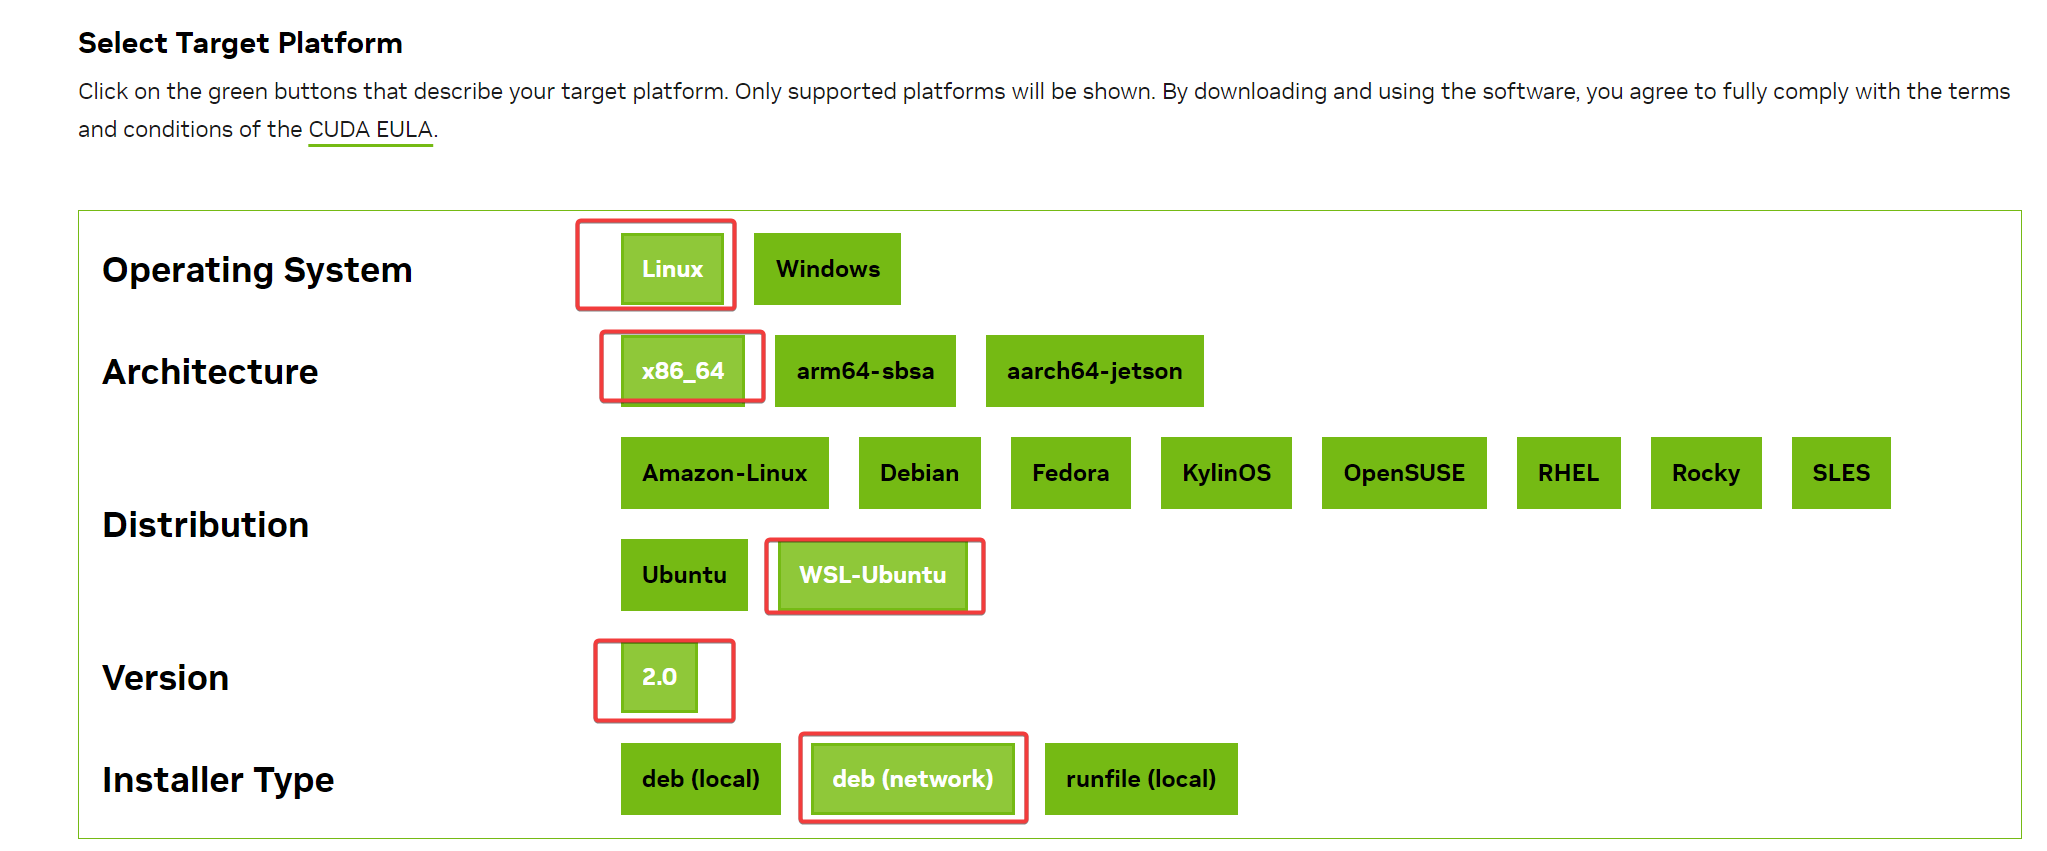 Select Target Platform
Click on the green buttons that describe your target platform. Only supported platforms will be shown. By downloading and using the software, you agree to fully comply with the terms
and conditions of the CUDA EULA.
Operating System
Linux
Windows
Architecture
x86_64
arm64-sbsa
aarch64-jetson
Distribution
Amazon-Linux
Debian
Fedora
KylinOS
OpenSUSE
RHEL
Rocky
SLES
Ubuntu
WSL-Ubuntu
Version
2.0
Installer Type
deb (local)
deb (network)
runfile (local)